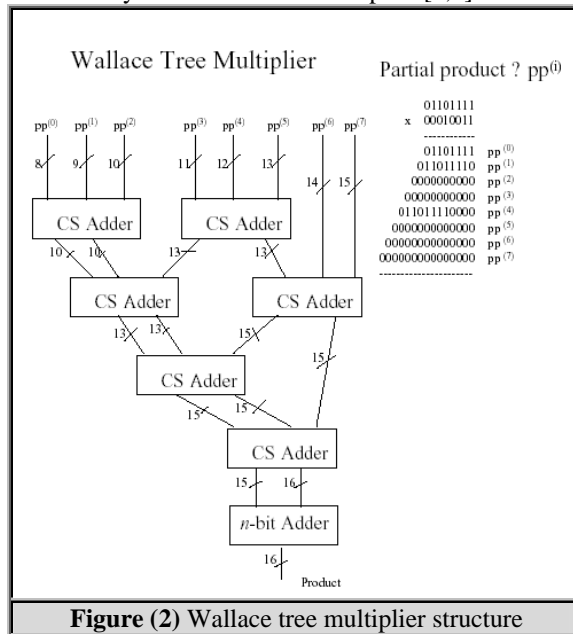 Wallace Tree Multiplier
Partial product ? pp(i)
01101111
x 00010011
------------
01101111 pp (0)
011011110 pp (1)
0000000000 pp (2)
00000000000 pp (3)
011011110000 pp (4)
0000000000000 pp (5)
00000000000000 pp (6)
000000000000000 pp (7)
----------------------
pp(0) pp(1) pp(2) pp(3) pp(4) pp(5) pp(6) pp(7)
8 9 10 11 12 13 14 15
CS Adder CS Adder
10 10 13 13
CS Adder CS Adder
13 13 15 15
CS Adder
15 15
CS Adder
15 16
n-bit Adder
16
Product
Figure (2) Wallace tree multiplier structure